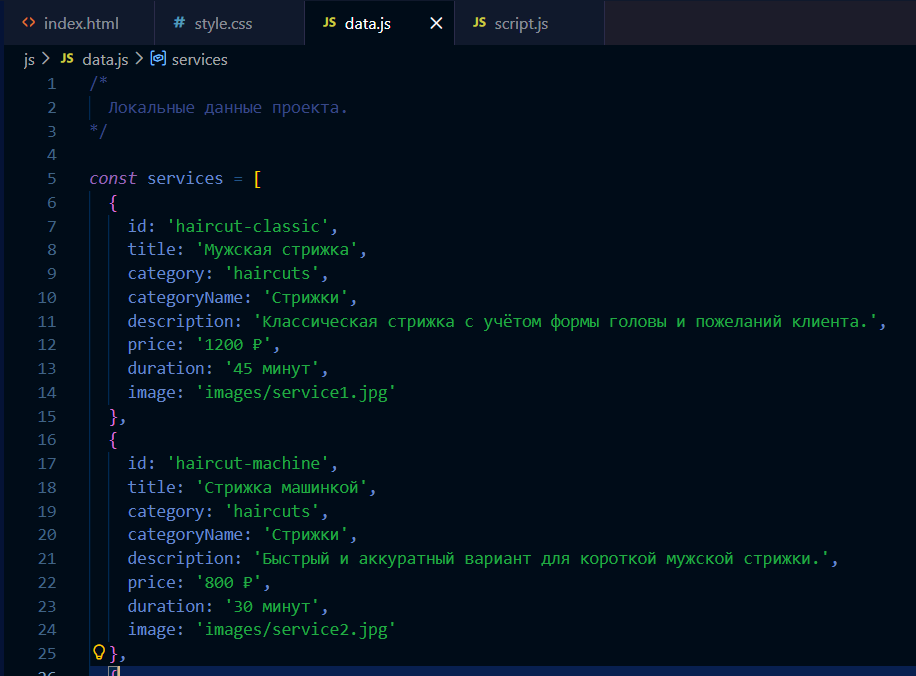 <> index.html # style.css JS data.js × JS script.js
js > JS data.js > services
1 /*
2 Локальные данные проекта.
3 */
4
5 const services = [
6 {
7 id: 'haircut-classic',
8 title: 'Мужская стрижка',
9 category: 'haircuts',
10 categoryName: 'Стрижки',
11 description: 'Классическая стрижка с учётом формы головы и пожеланий клиента.',
12 price: '1200 ₽',
13 duration: '45 минут',
14 image: 'images/service1.jpg'
15 },
16 {
17 id: 'haircut-machine',
18 title: 'Стрижка машинкой',
19 category: 'haircuts',
20 categoryName: 'Стрижки',
21 description: 'Быстрый и аккуратный вариант для короткой мужской стрижки.',
22 price: '800 ₽',
23 duration: '30 минут',
24 image: 'images/service2.jpg'
25 },
26 {